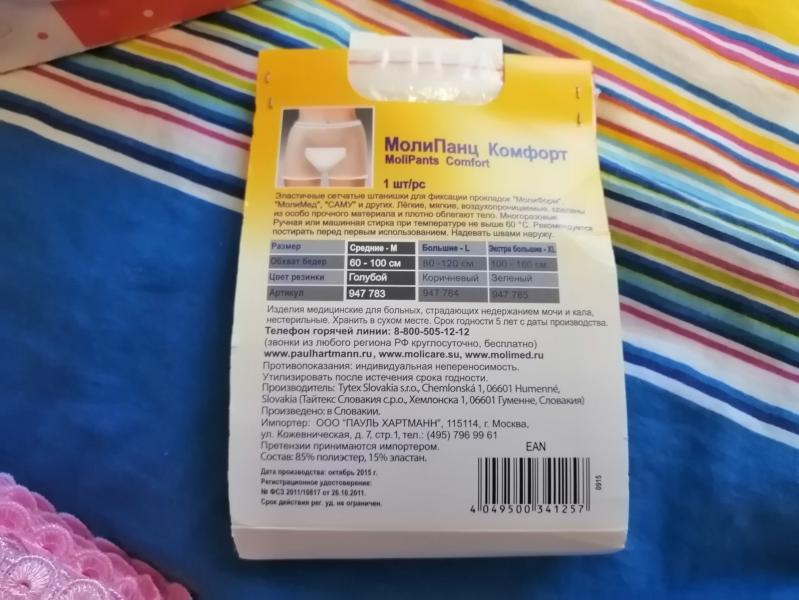 МолиПанц Комфорт
MoliPants Comfort
1 шт/pc
Эластичные сетчатые штанишки для фиксации прокладок "МолиФорм",
"МолиМед", "САМУ" и других. Лёгкие, мягкие, воздухопроницаемые, сделаны
из особо прочного материала и плотно облегают тело. Многоразовые.
Ручная или машинная стирка при температуре не выше 60 °С. Рекомендуется
постирать перед первым использованием. Надевать швами наружу.
Размер Средние - M Большие - L Экстра большие - XL
Обхват бедер 60 - 100 см 80 -120 см 100 - 160 см
Цвет резинки Голубой Коричневый Зеленый
Артикул 947 783 947 784 947 785
Изделия медицинские для больных, страдающих недержанием мочи и кала,
нестерильные. Хранить в сухом месте. Срок годности 5 лет с даты производства.
Телефон горячей линии: 8-800-505-12-12
(звонки из любого региона РФ круглосуточно, бесплатно)
www.paulhartmann.ru , www.molicare.su, www.molimed.ru
Противопоказания: индивидуальная непереносимость.
Утилизировать после истечения срока годности.
Производитель: Tytex Slovakia s.r.o., Chemlonská 1, 06601 Humenné,
Slovakia (Тайтекс Словакия с.р.о., Хемлонска 1, 06601 Гуменне, Словакия)
Произведено: в Словакии.
Импортер: ООО "ПАУЛЬ ХАРТМАНН", 115114, г. Москва,
ул. Кожевническая, д. 7, стр.1, тел.: (495) 796 99 61
Претензии принимаются импортером.
Состав: 85% полиэстер, 15% эластан.
EAN
Дата производства: октябрь 2015 г.
Регистрационное удостоверение:
№ ФСЗ 2011/10817 от 26.10.2011.
Срок действия рег. уд. не ограничен.
4 049500 341257
0915